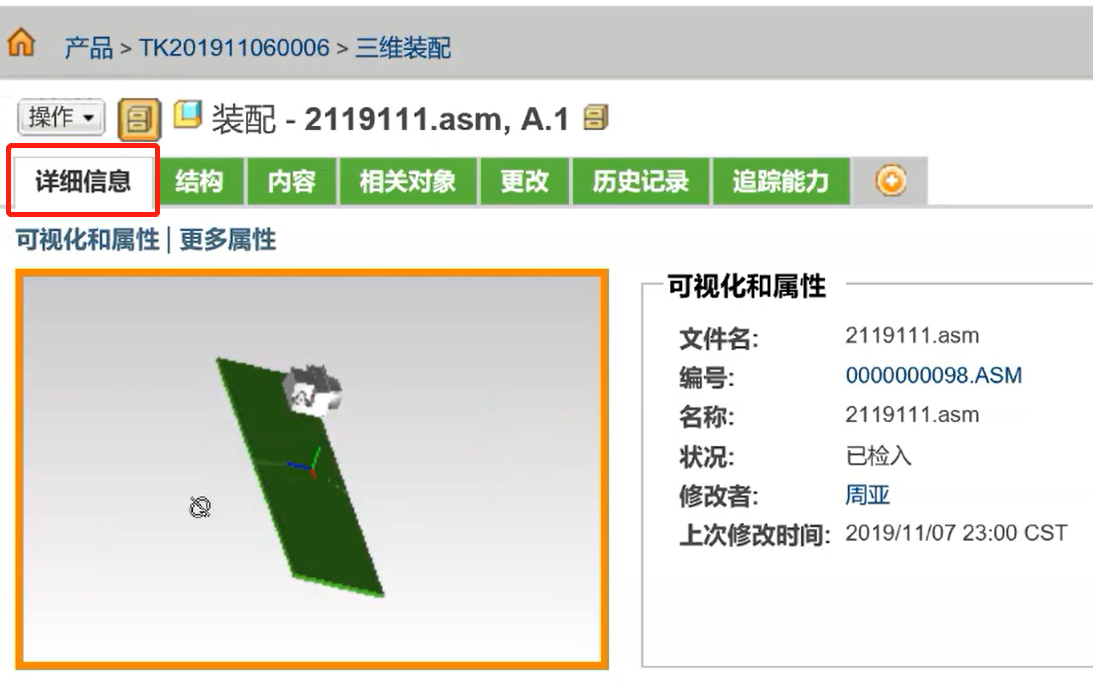 产品 > TK201911060006 > 三维装配
操作 装配 - 2119111.asm, A.1
详细信息 结构 内容 相关对象 更改 历史记录 追踪能力
可视化和属性 | 更多属性
可视化和属性
文件名: 2119111.asm
编号: 0000000098.ASM
名称: 2119111.asm
状况: 已检入
修改者: 周亚
上次修改时间: 2019/11/07 23:00 CST